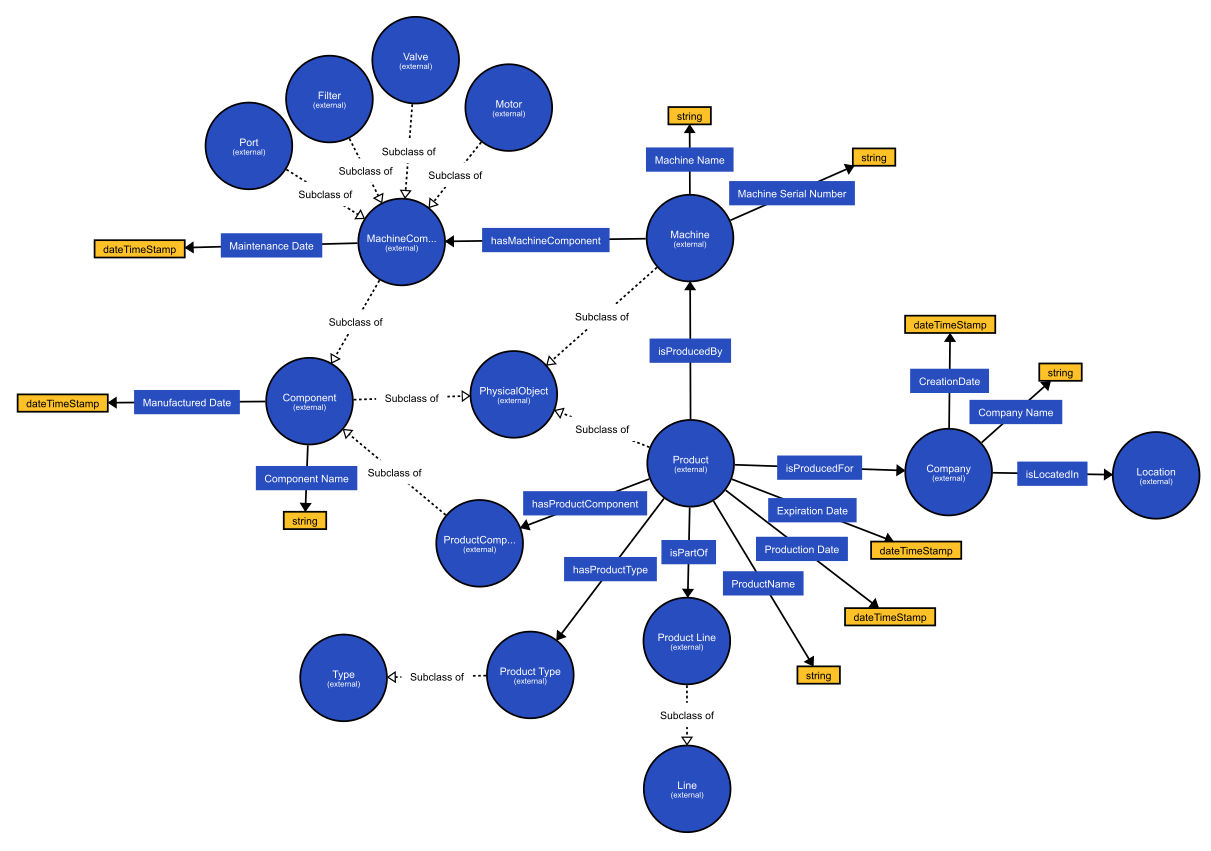 Valve
(external)
Filter
(external)
Motor
(external)
Port
(external)
string
Subclass of
Machine Name
string
Subclass of
Subclass of
Subclass of
Machine Serial Number
MachineCom...
(external)
Machine
(external)
hasMachineComponent
Maintenance Date
dateTimeStamp
Subclass of
Subclass of
dateTimeStamp
isProducedBy
string
CreationDate
PhysicalObject
(external)
Component
(external)
Subclass of
Manufactured Date
dateTimeStamp
Company Name
Subclass of
Product
(external)
isProducedFor
Company
(external)
isLocatedIn
Location
(external)
Subclass of
Component Name
hasProductComponent
Expiration Date
string
ProductComp...
(external)
isPartOf
Production Date
dateTimeStamp
hasProductType
ProductName
dateTimeStamp
Product Line
(external)
Type
(external)
Subclass of
Product Type
(external)
string
Subclass of
Line
(external)